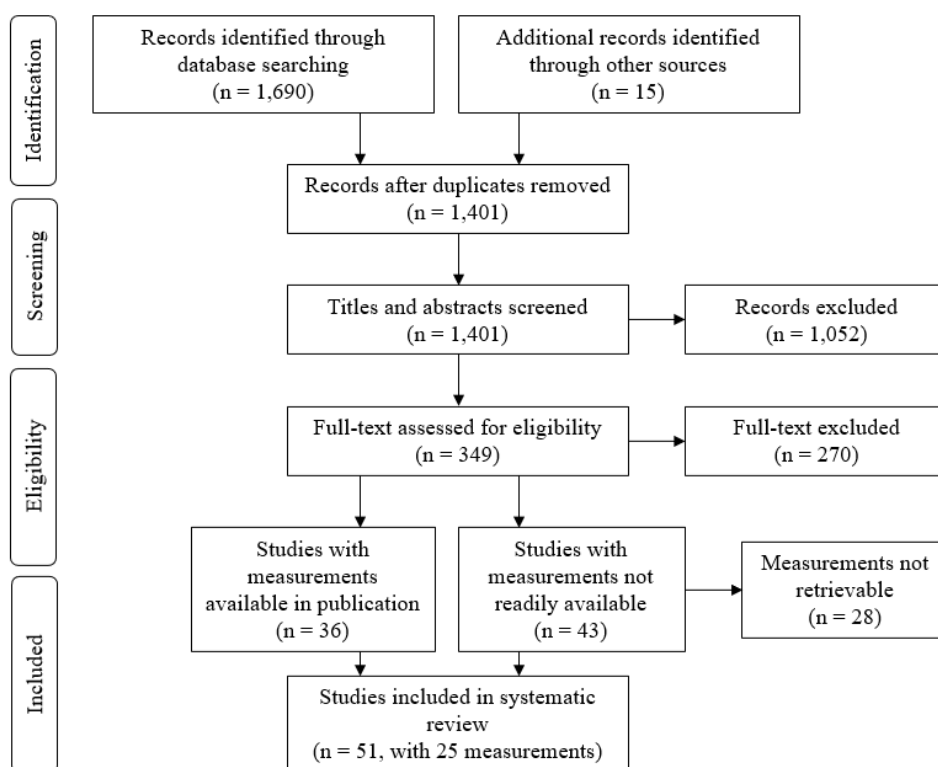 Identification
Records identified through
database searching
(n = 1,690)
Additional records identified
through other sources
(n = 15)
Records after duplicates removed
(n = 1,401)
Screening
Titles and abstracts screened
(n = 1,401)
Records excluded
(n = 1,052)
Eligibility
Full-text assessed for eligibility
(n = 349)
Full-text excluded
(n = 270)
Studies with
measurements
available in publication
(n = 36)
Studies with
measurements not
readily available
(n = 43)
Measurements not
retrievable
(n = 28)
Included
Studies included in systematic
review
(n = 51, with 25 measurements)